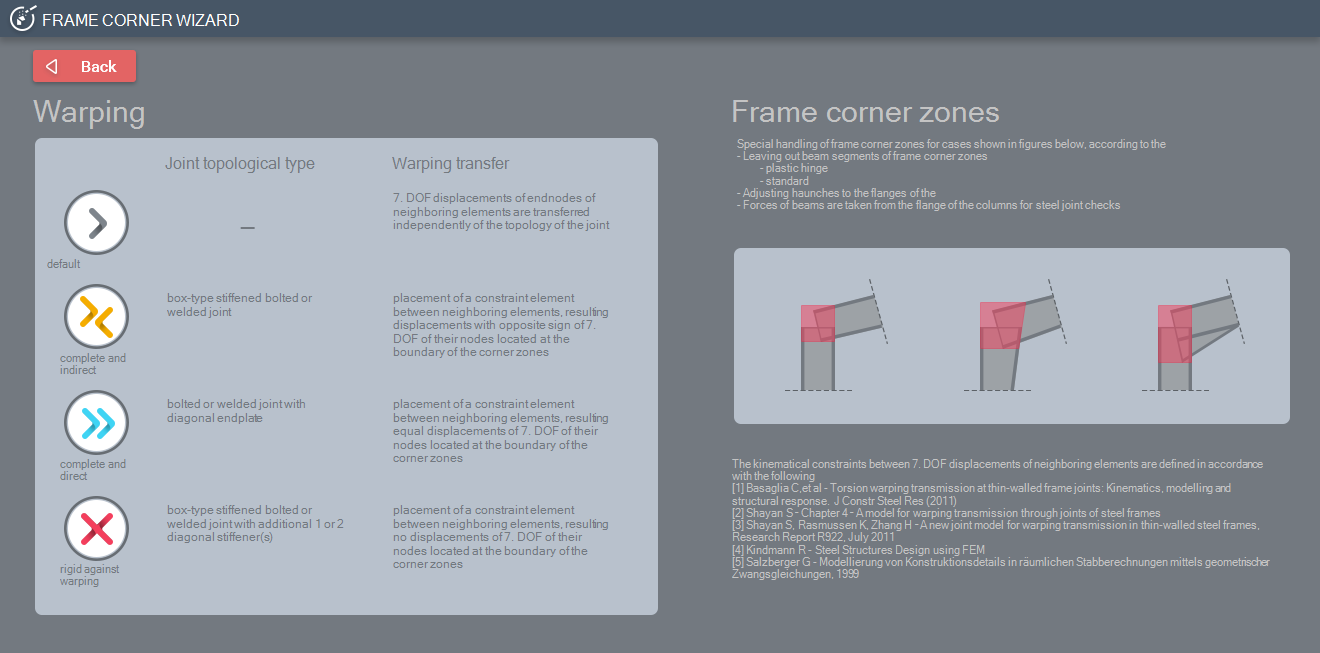 FRAME CORNER WIZARD
Back
Warping
Joint topological type
Warping transfer
default
—
7. DOF displacements of endnodes of
neighboring elements are transferred
independently of the topology of the joint
complete and
indirect
box-type stiffened bolted or
welded joint
placement of a constraint element
between neighboring elements, resulting
displacements with opposite sign of 7.
DOF of their nodes located at the
boundary of the corner zones
complete and
direct
bolted or welded joint with
diagonal endplate
placement of a constraint element
between neighboring elements, resulting
equal displacements of 7. DOF of their
nodes located at the boundary of the
corner zones
rigid against
warping
box-type stiffened bolted or
welded joint with additional 1 or 2
diagonal stiffener(s)
placement of a constraint element
between neighboring elements, resulting
no displacements of 7. DOF of their
nodes located at the boundary of the
corner zones
Frame corner zones
Special handling of frame corner zones for cases shown in figures below, according to the
- Leaving out beam segments of frame corner zones
- plastic hinge
- standard
- Adjusting haunches to the flanges of the
- Forces of beams are taken from the flange of the columns for steel joint checks
The kinematical constraints between 7. DOF displacements of neighboring elements are defined in accordance
with the following
[1] Basaglia C,et al - Torsion warping transmission at thin-walled frame joints: Kinematics, modelling and
structural response. J Constr Steel Res (2011)
[2] Shayan S - Chapter 4 - A model for warping transmission through joints of steel frames
[3] Shayan S, Rasmussen K, Zhang H - A new joint model for warping transmission in thin-walled steel frames,
Research Report R922, July 2011
[4] Kindmann R - Steel Structures Design using FEM
[5] Salzberger G - Modellierung von Konstruktionsdetails in räumlichen Stabberechnungen mittels geometrischer
Zwangsgleichungen, 1999